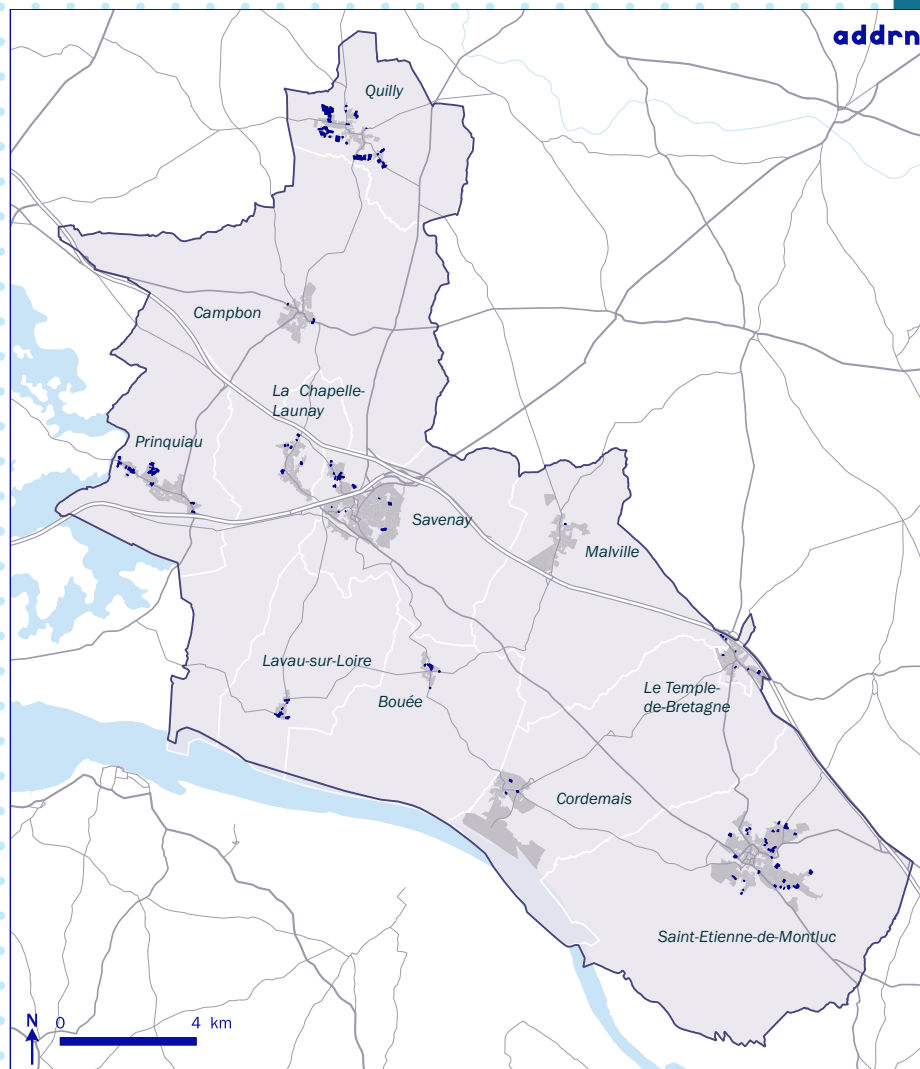 addrn
Quilly
Campbon
La Chapelle-
Launay
Prinquiau
Savenay
Malville
Lavau-sur-Loire
Bouée
Le Temple-
de-Bretagne
Cordemais
Saint-Etienne-de-Montluc
N
0 4 km